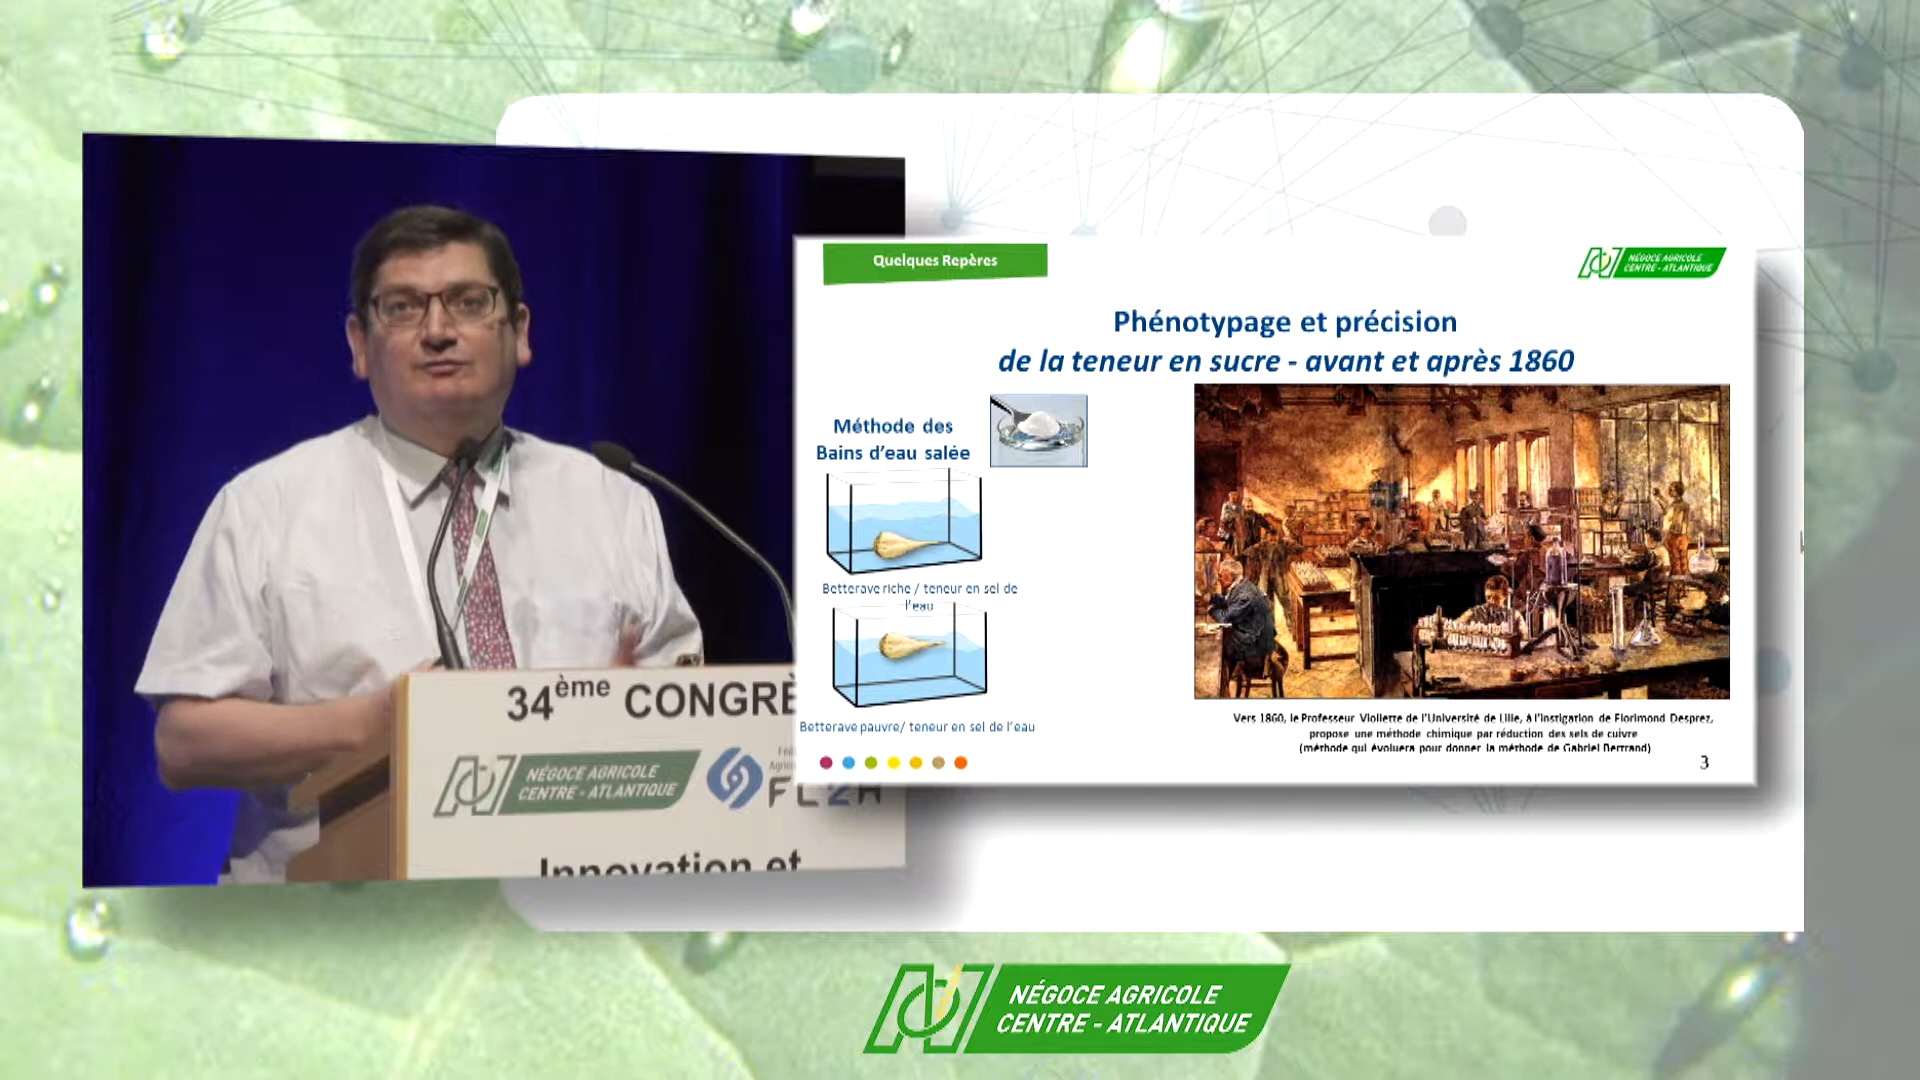 34ème CONGRÈ
NÉGOCE AGRICOLE
CENTRE - ATLANTIQUE
Innovation et
Quelques Repères
NÉGOCE AGRICOLE
CENTRE - ATLANTIQUE
Phénotypage et précision
de la teneur en sucre - avant et après 1860
Méthode des
Bains d'eau salée
Betterave riche / teneur en sel de
l'eau
Betterave pauvre/ teneur en sel de l'eau
Vers 1860, le Professeur Viollette de l'Université de Lille, à l'instigation de Florimond Desprez,
propose une méthode chimique par réduction des sels de cuivre
(méthode qui évoluera pour donner la méthode de Gabriel Bertrand)
3
NÉGOCE AGRICOLE
CENTRE - ATLANTIQUE